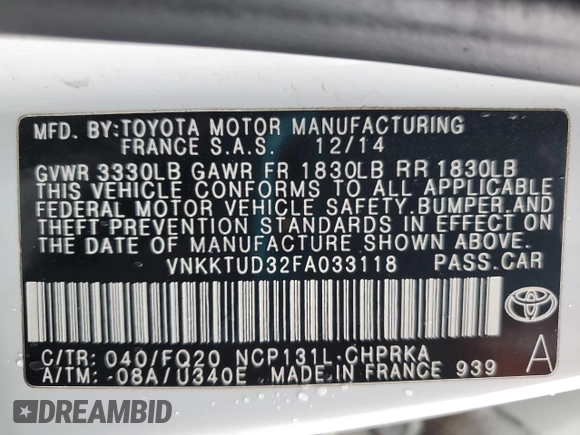 MFD. BY:TOYOTA MOTOR MANUFACTURING
FRANCE S.A.S. 12/14
GVWR 3330LB GAWR FR 1830LB RR 1830LB
THIS VEHICLE CONFORMS TO ALL APPLICABLE
FEDERAL MOTOR VEHICLE SAFETY,BUMPER,AND
THEFT PREVENTION STANDARDS IN EFFECT ON
THE DATE OF MANUFACTURE SHOWN ABOVE.
VNKKTUD32FA033118 PASS.CAR
C/TR: 040/FQ20 NCP131L-CHPRKA
A/TM: -08A/U340E MADE IN FRANCE 939
A
DREAMBID